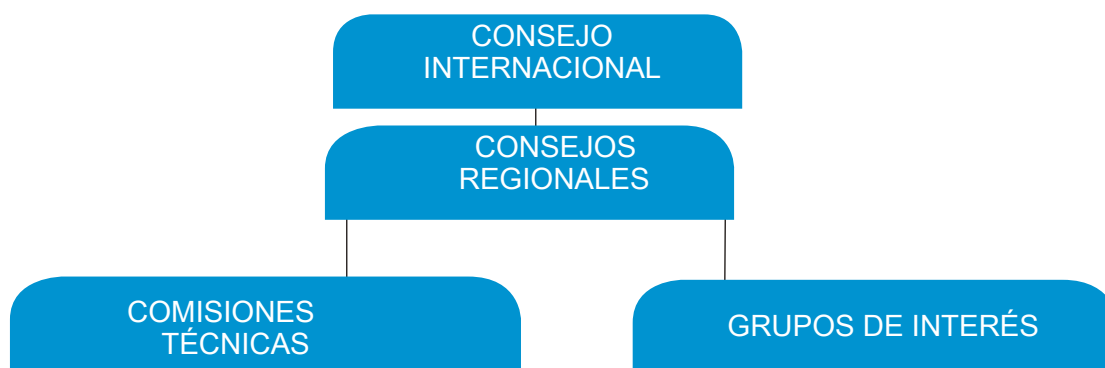 CONSEJO
INTERNACIONAL
CONSEJOS
REGIONALES
COMISIONES
TÉCNICAS
GRUPOS DE INTERÉS